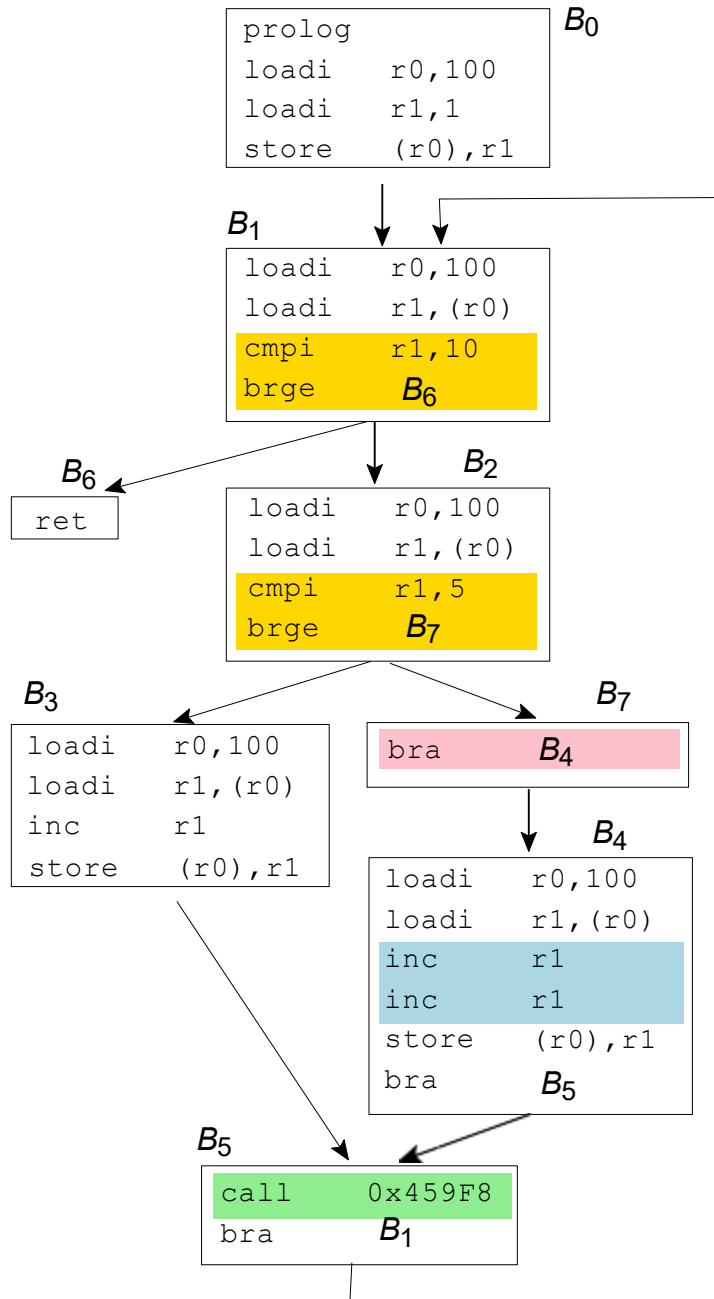 B0
prolog
loadi r0,100
loadi r1,1
store (r0),r1
B1
loadi r0,100
loadi r1,(r0)
cmpi r1,10
brge B6
B6
ret
B2
loadi r0,100
loadi r1,(r0)
cmpi r1,5
brge B7
B3
loadi r0,100
loadi r1,(r0)
inc r1
store (r0),r1
B7
bra B4
B4
loadi r0,100
loadi r1,(r0)
inc r1
inc r1
store (r0),r1
bra B5
B5
call 0x459F8
bra B1